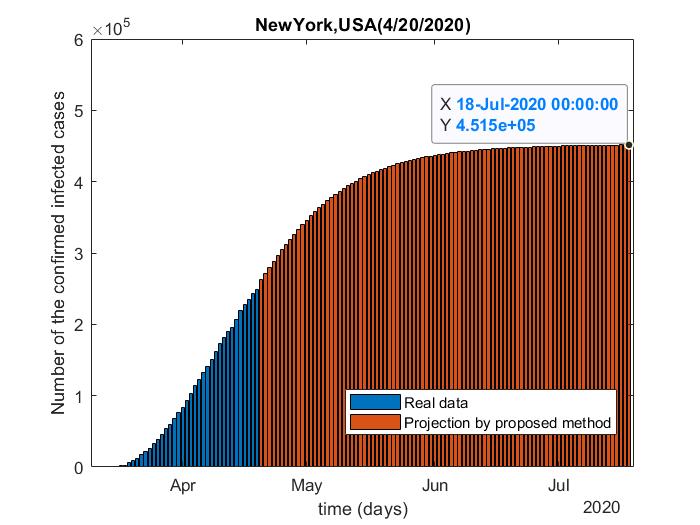 ×10⁵
NewYork,USA(4/20/2020)
6
5
4
3
2
1
0
Number of the confirmed infected cases
X 18-Jul-2020 00:00:00
Y 4.515e+05
Real data
Projection by proposed method
Apr May Jun Jul
time (days)
2020